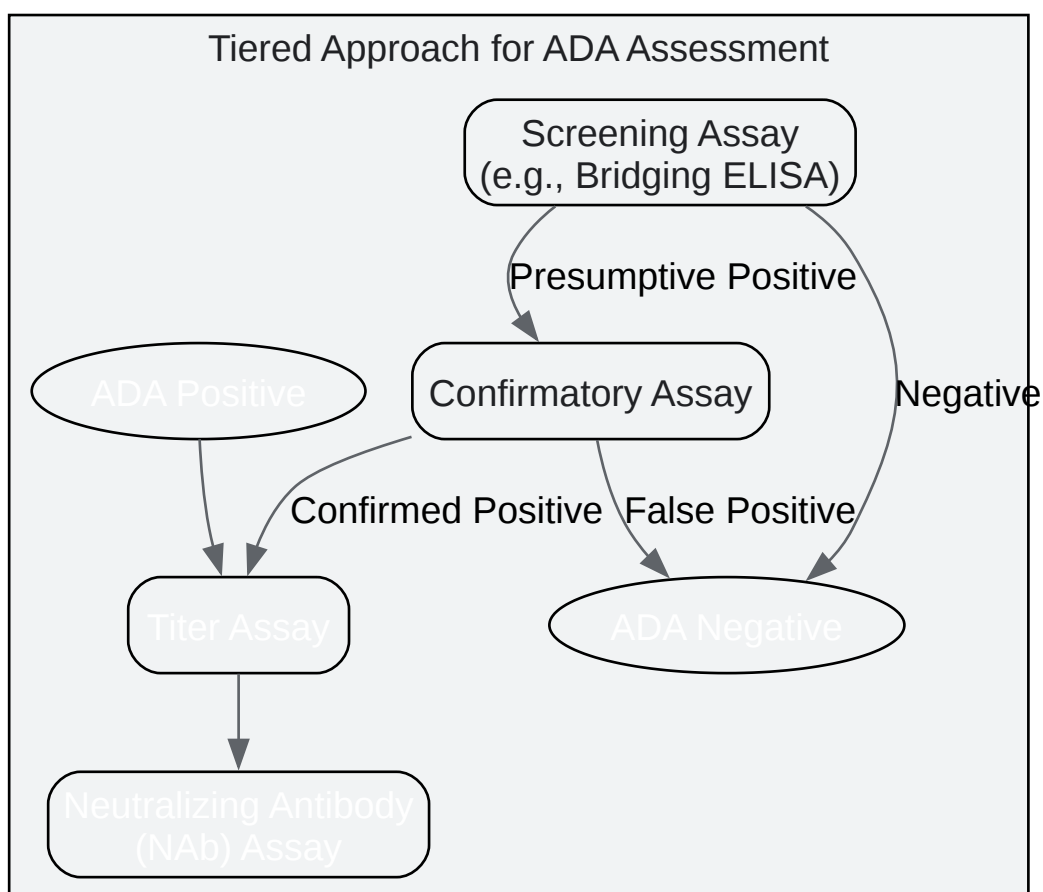 Tiered Approach for ADA Assessment
Screening Assay
(e.g., Bridging ELISA)
Presumptive Positive
ADA Positive
Confirmatory Assay
Negative
Confirmed Positive
False Positive
Titer Assay
ADA Negative
Neutralizing Antibody
(NAb) Assay